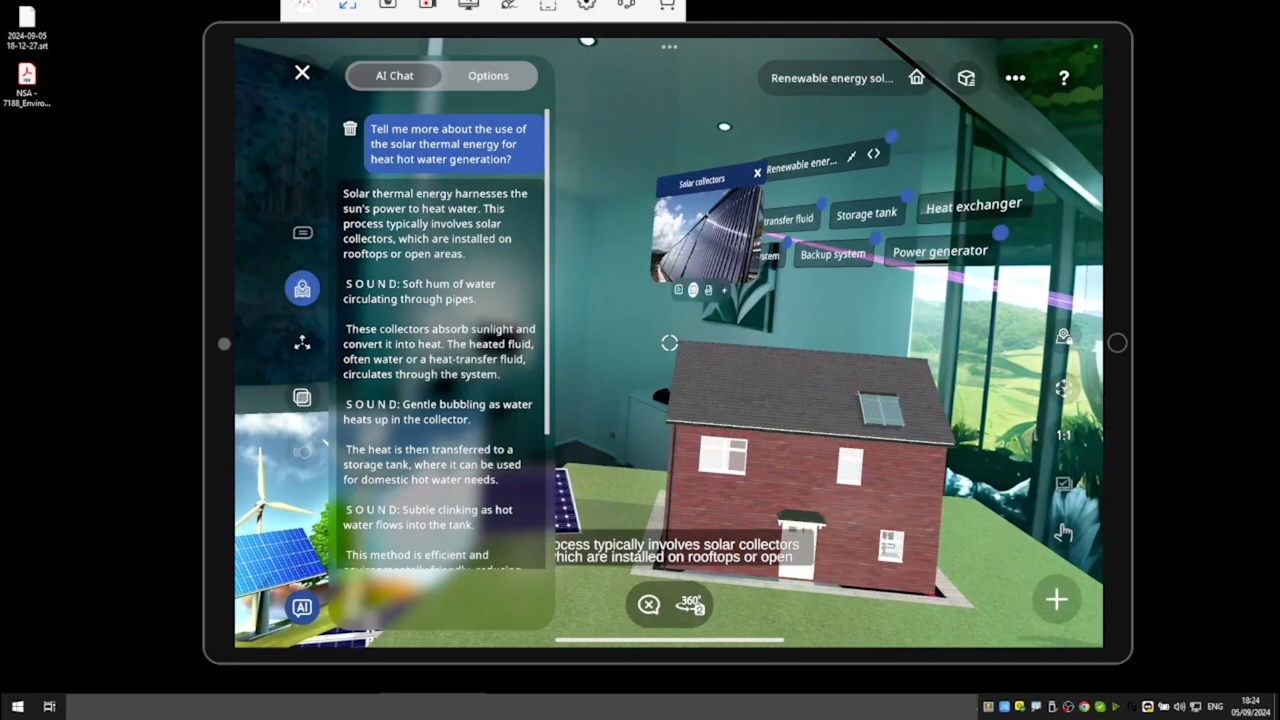 2024-09-05
18-12-27.srt
NSA -
7188_Enviro...
AI Chat
Options
Renewable energy sol...
?
Tell me more about the use of
the solar thermal energy for
heat hot water generation?
Solar thermal energy harnesses the
sun's power to heat water. This
process typically involves solar
collectors, which are installed on
rooftops or open areas.
S O U N D: Soft hum of water
circulating through pipes.
These collectors absorb sunlight and
convert it into heat. The heated fluid,
often water or a heat-transfer fluid,
circulates through the system.
S O U N D: Gentle bubbling as water
heats up in the collector.
The heat is then transferred to a
storage tank, where it can be used
for domestic hot water needs.
S O U N D: Subtle clinking as hot
water flows into the tank.
This method is efficient and
AI
Renewable ener...
Solar collectors
transfer fluid
Storage tank
Heat exchanger
Backup system
Power generator
1:1
ocess typically involves solar collectors
which are installed on rooftops or open
360°
2
ENG
18:24
05/09/2024